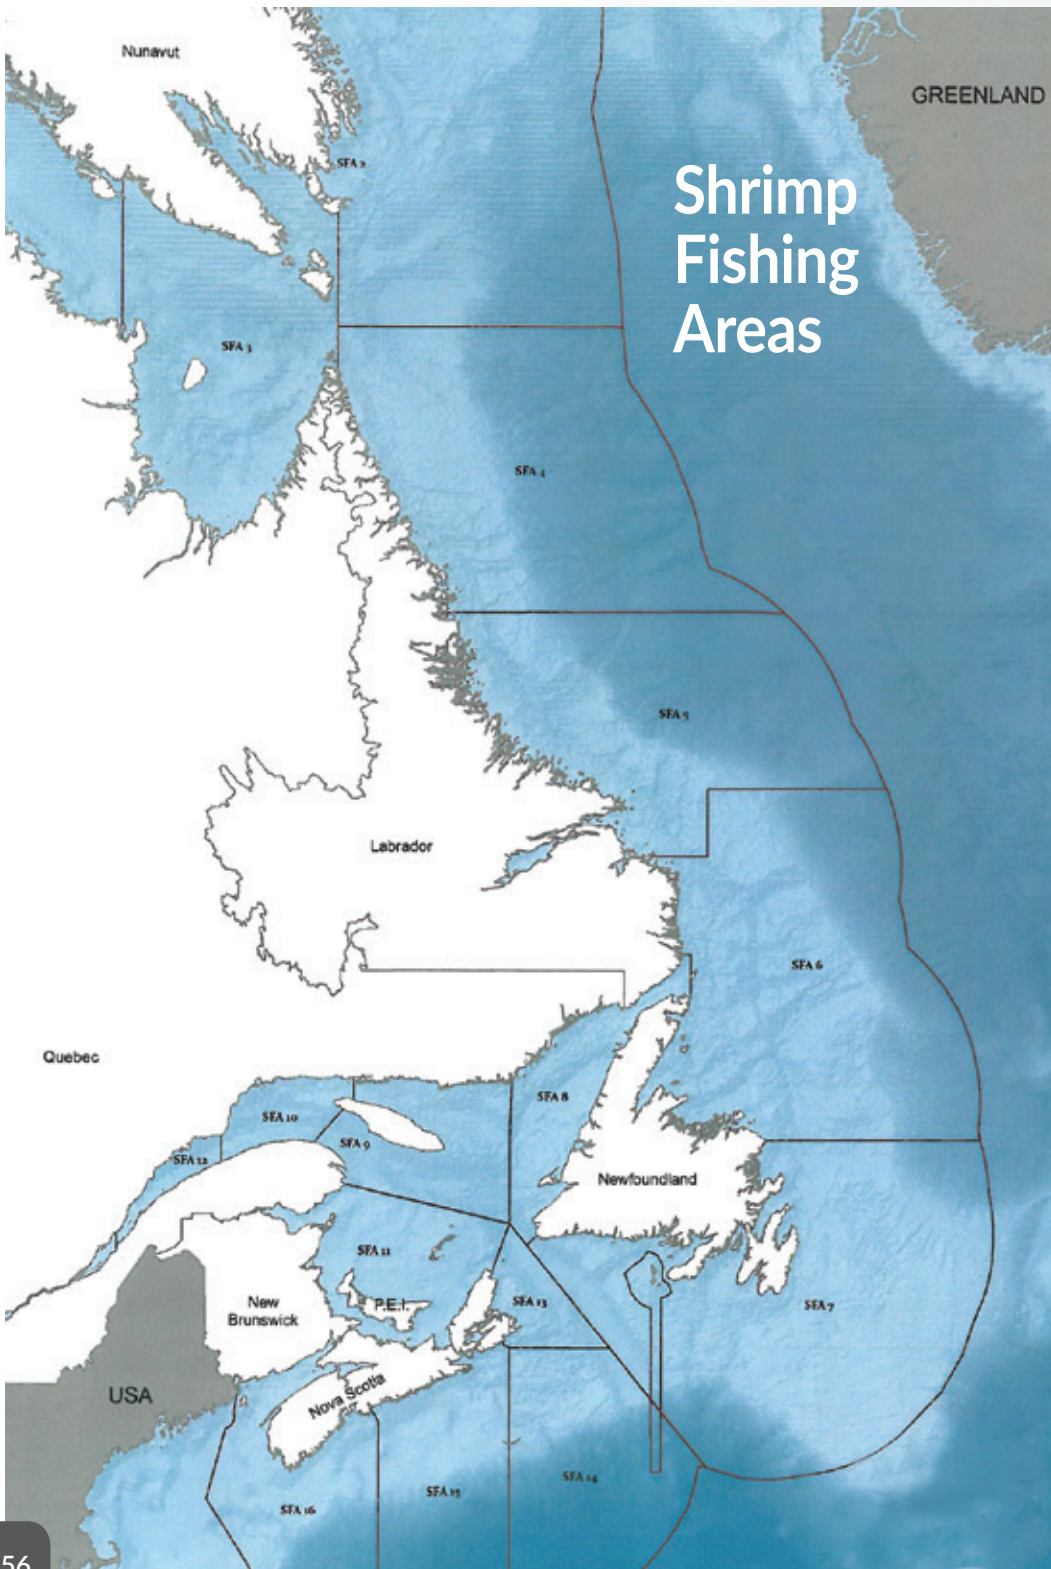 Nunavut
GREENLAND
SFA 2
Shrimp
Fishing
Areas
SFA 3
SFA 4
SFA 5
Labrador
SFA 6
Quebec
SFA 8
SFA 10
SFA 9
SFA 12
Newfoundland
SFA 11
SFA 13
P.E.I.
New
Brunswick
SFA 7
USA
Nova Scotia
SFA 14
SFA 15
SFA 16
56